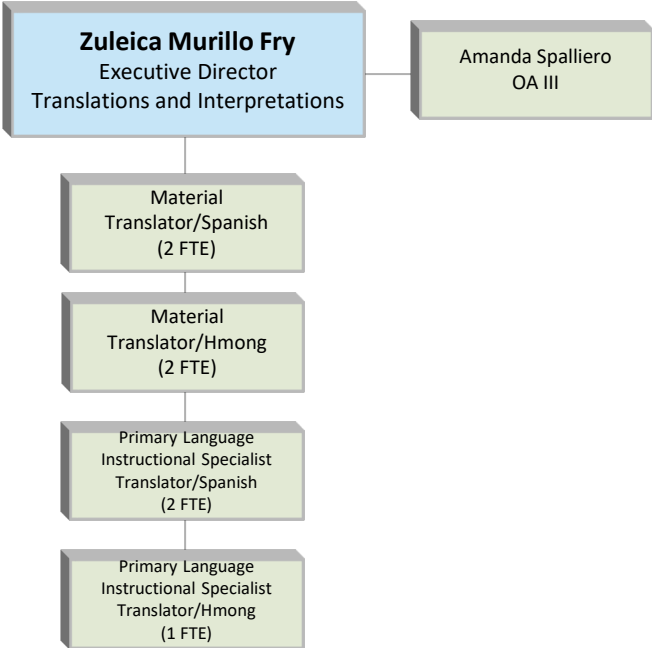 Zuleica Murillo Fry
Executive Director
Translations and Interpretations
Amanda Spalliero
OA III
Material
Translator/Spanish
(2 FTE)
Material
Translator/Hmong
(2 FTE)
Primary Language
Instructional Specialist
Translator/Spanish
(2 FTE)
Primary Language
Instructional Specialist
Translator/Hmong
(1 FTE)